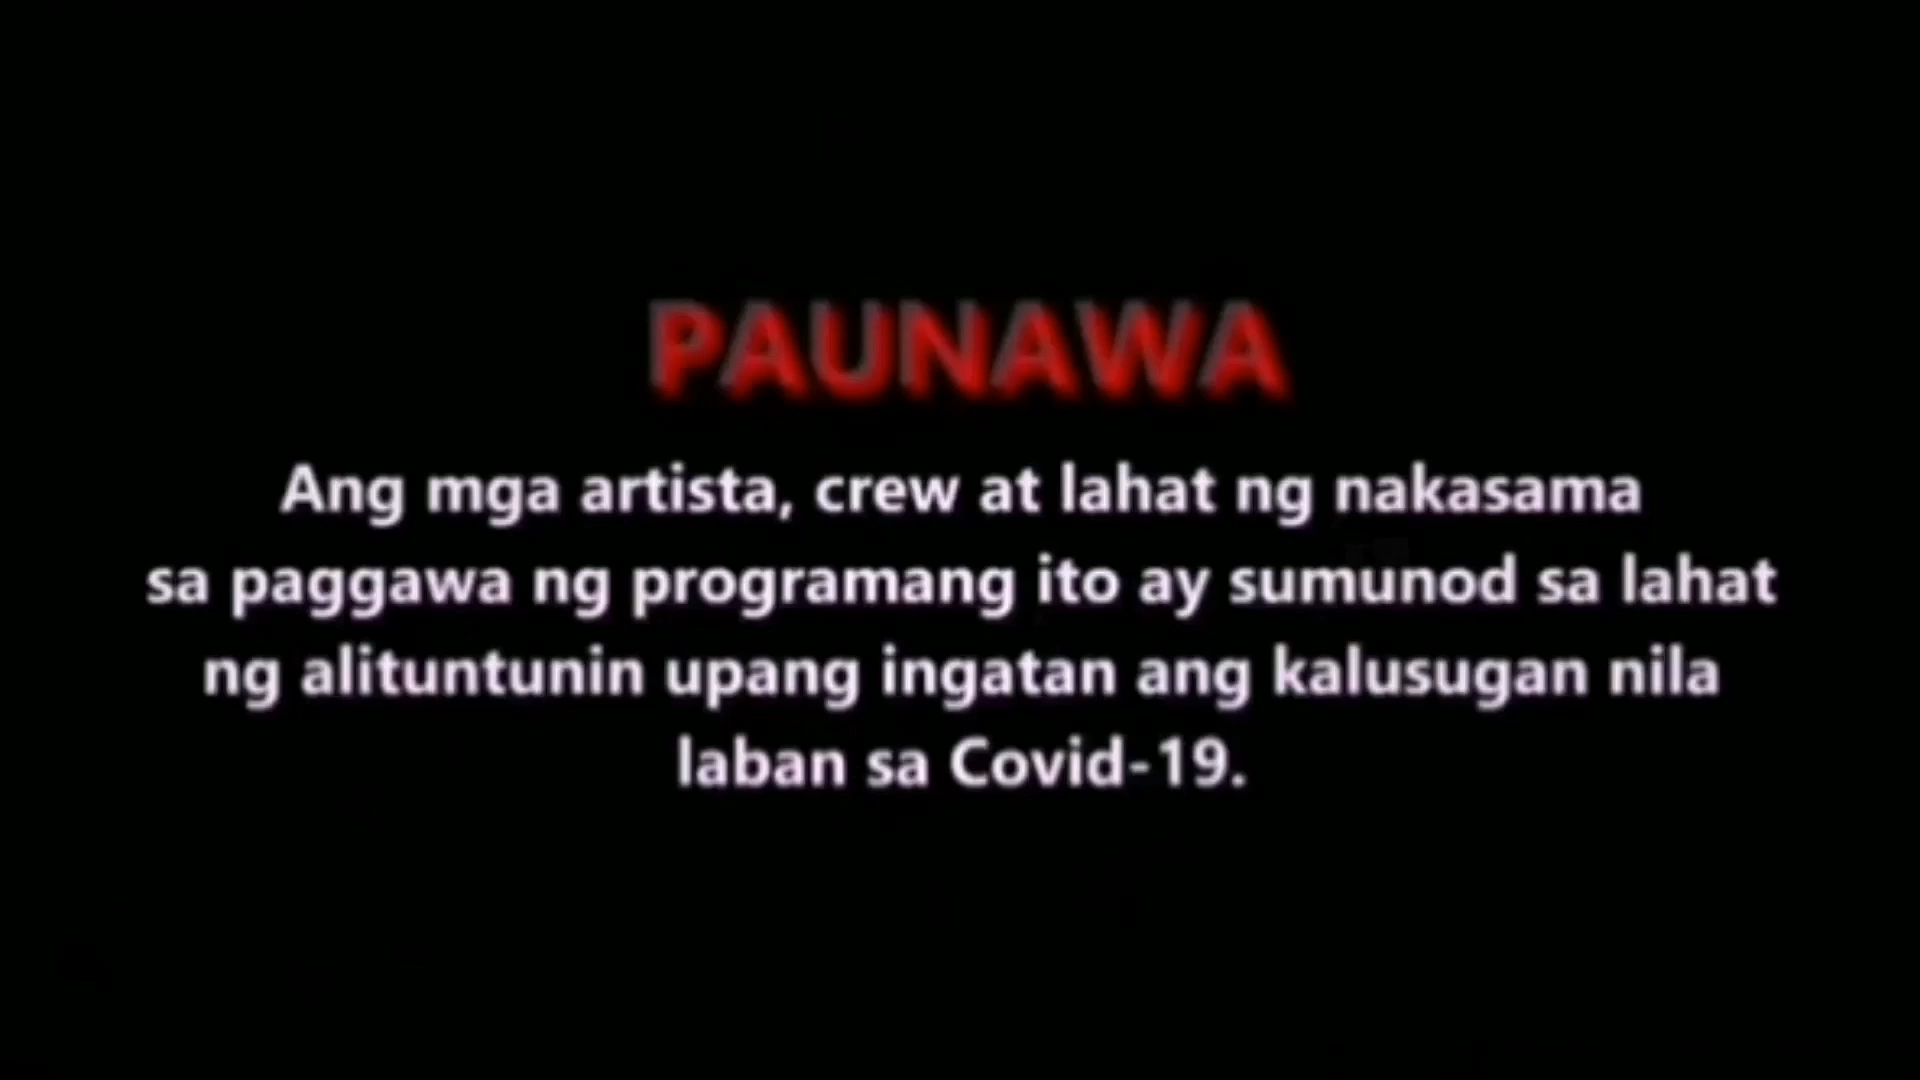 PAUNAWA
Ang mga artista, crew at lahat ng nakasama
sa paggawa ng programang ito ay sumunod sa lahat
ng alituntunin upang ingatan ang kalusugan nila
laban sa Covid-19.